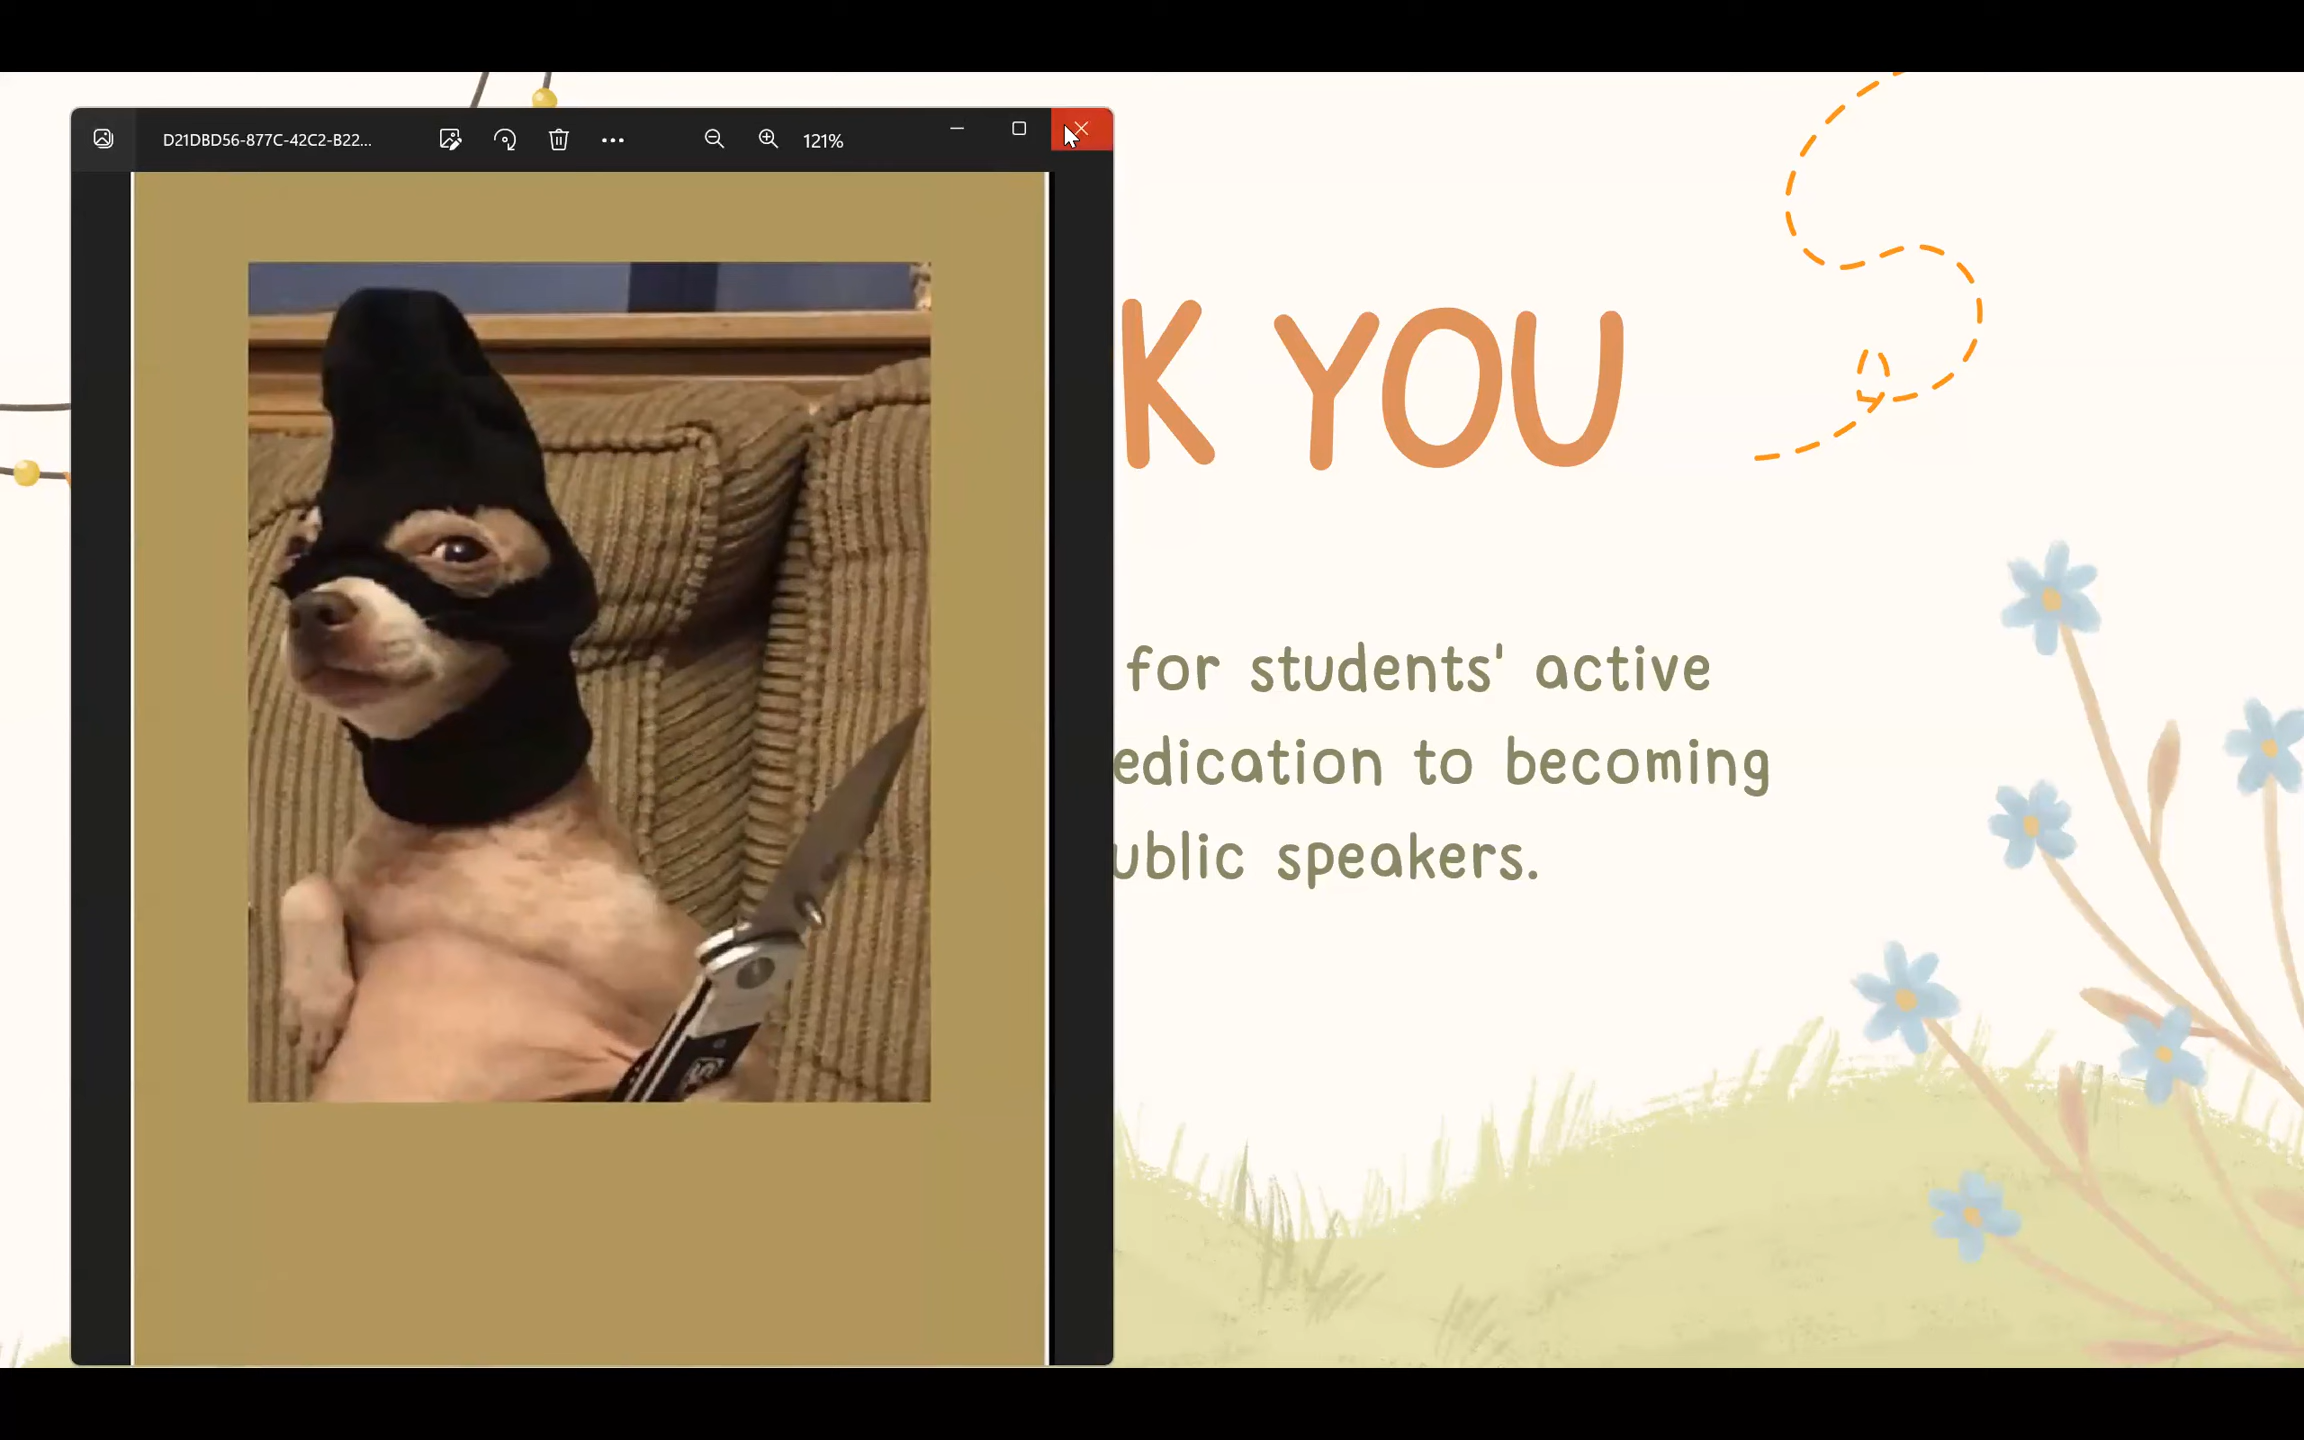 D21DBD56-877C-42C2-B22...
121%
K YOU
for students' active
edication to becoming
ublic speakers.